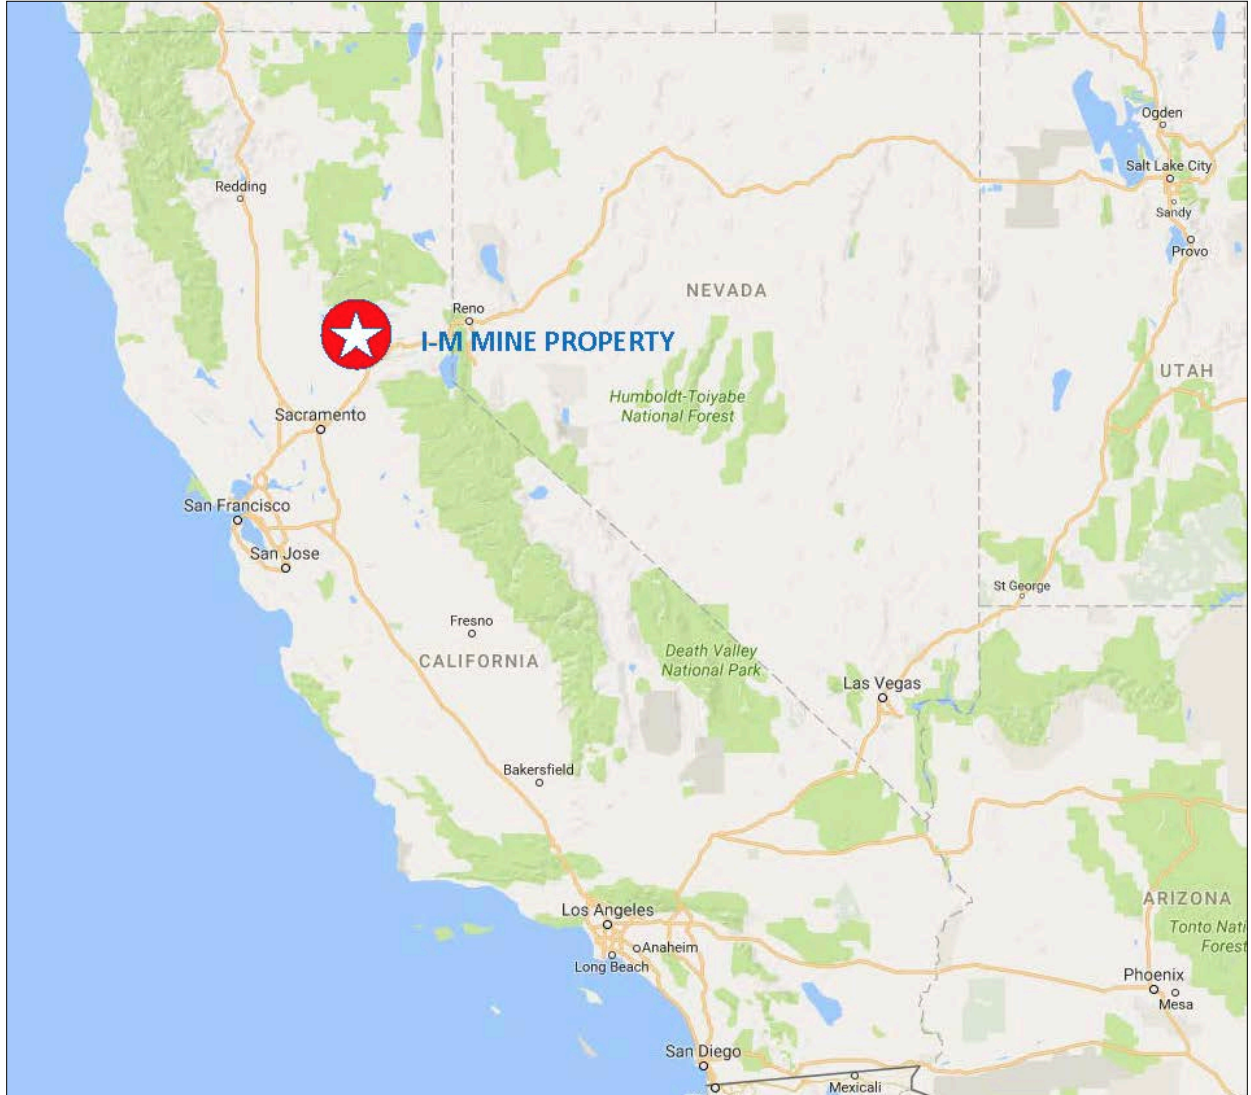 Ogden
Salt Lake City
Redding
Sandy
Provo
NEVADA
Reno
I-M MINE PROPERTY
UTAH
Humboldt-Toiyabe
National Forest
Sacramento
San Francisco
San Jose
St George
Fresno
Death Valley
National Park
CALIFORNIA
Las Vegas
Bakersfield
ARIZONA
Los Angeles
Tonto Nati
Forest
Anaheim
Long Beach
Phoenix
Mesa
San Diego
Mexicali